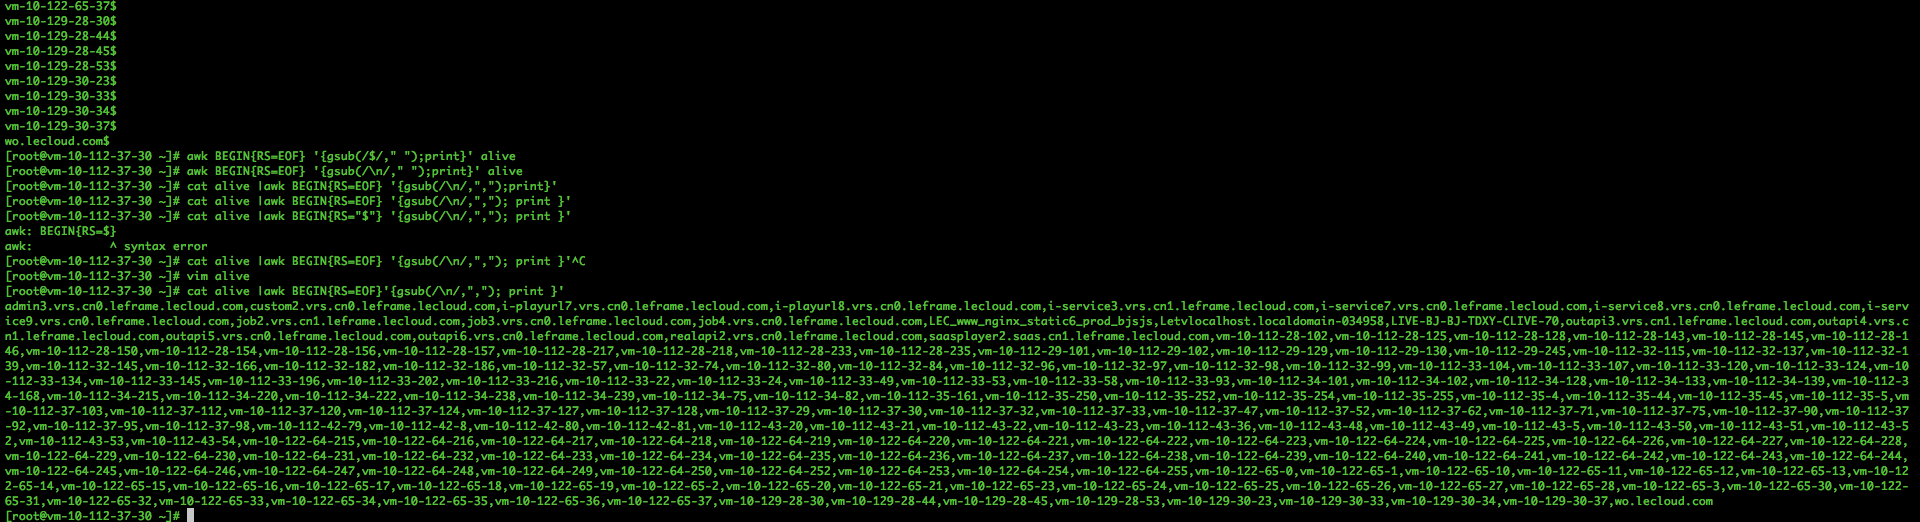 vm-10-122-65-37$
vm-10-129-28-30$
vm-10-129-28-44$
vm-10-129-28-45$
vm-10-129-28-53$
vm-10-129-30-23$
vm-10-129-30-33$
vm-10-129-30-34$
vm-10-129-30-37$
wo.lecloud.com$
[root@vm-10-112-37-30 ~]# awk BEGIN{RS=EOF} '{gsub(/$/," ");print}' alive
[root@vm-10-112-37-30 ~]# awk BEGIN{RS=EOF} '{gsub(/\n/," ");print}' alive
[root@vm-10-112-37-30 ~]# cat alive |awk BEGIN{RS=EOF} '{gsub(/\n/,",");print}'
[root@vm-10-112-37-30 ~]# cat alive |awk BEGIN{RS=EOF} '{gsub(/\n/,","); print }'
[root@vm-10-112-37-30 ~]# cat alive |awk BEGIN{RS="$"} '{gsub(/\n/,","); print }'
awk: BEGIN{RS=$}
awk:           ^ syntax error
[root@vm-10-112-37-30 ~]# cat alive |awk BEGIN{RS=EOF} '{gsub(/\n/,","); print }'^C
[root@vm-10-112-37-30 ~]# vim alive
[root@vm-10-112-37-30 ~]# cat alive |awk BEGIN{RS=EOF}'{gsub(/\n/,","); print }'
admin3.vrs.cn0.leframe.lecloud.com,custom2.vrs.cn0.leframe.lecloud.com,i-playurl7.vrs.cn0.leframe.lecloud.com,i-playurl8.vrs.cn0.leframe.lecloud.com,i-service3.vrs.cn1.leframe.lecloud.com,i-service7.vrs.cn0.leframe.lecloud.com,i-service8.vrs.cn0.leframe.lecloud.com,i-serv
ice9.vrs.cn0.leframe.lecloud.com,job2.vrs.cn1.leframe.lecloud.com,job3.vrs.cn0.leframe.lecloud.com,job4.vrs.cn0.leframe.lecloud.com,LEC_www_nginx_static6_prod_bjsjs,Letvlocalhost.localdomain-034958,LIVE-BJ-BJ-TDXY-CLIVE-70,outapi3.vrs.cn1.leframe.lecloud.com,outapi4.vrs.c
n1.leframe.lecloud.com,outapi5.vrs.cn0.leframe.lecloud.com,outapi6.vrs.cn0.leframe.lecloud.com,realapi2.vrs.cn0.leframe.lecloud.com,saasplayer2.saas.cn1.leframe.lecloud.com,vm-10-112-28-102,vm-10-112-28-125,vm-10-112-28-128,vm-10-112-28-143,vm-10-112-28-145,vm-10-112-28-1
46,vm-10-112-28-150,vm-10-112-28-154,vm-10-112-28-156,vm-10-112-28-157,vm-10-112-28-217,vm-10-112-28-218,vm-10-112-28-233,vm-10-112-28-235,vm-10-112-29-101,vm-10-112-29-102,vm-10-112-29-129,vm-10-112-29-130,vm-10-112-29-245,vm-10-112-32-115,vm-10-112-32-137,vm-10-112-32-1
39,vm-10-112-32-145,vm-10-112-32-166,vm-10-112-32-182,vm-10-112-32-186,vm-10-112-32-57,vm-10-112-32-74,vm-10-112-32-80,vm-10-112-32-84,vm-10-112-32-96,vm-10-112-32-97,vm-10-112-32-98,vm-10-112-32-99,vm-10-112-33-104,vm-10-112-33-107,vm-10-112-33-120,vm-10-112-33-124,vm-10
-112-33-134,vm-10-112-33-145,vm-10-112-33-196,vm-10-112-33-202,vm-10-112-33-216,vm-10-112-33-22,vm-10-112-33-24,vm-10-112-33-49,vm-10-112-33-53,vm-10-112-33-58,vm-10-112-33-93,vm-10-112-34-101,vm-10-112-34-102,vm-10-112-34-128,vm-10-112-34-133,vm-10-112-34-139,vm-10-112-3
4-168,vm-10-112-34-215,vm-10-112-34-220,vm-10-112-34-222,vm-10-112-34-238,vm-10-112-34-239,vm-10-112-34-75,vm-10-112-34-82,vm-10-112-35-161,vm-10-112-35-250,vm-10-112-35-252,vm-10-112-35-254,vm-10-112-35-255,vm-10-112-35-4,vm-10-112-35-44,vm-10-112-35-45,vm-10-112-35-5,vm
-10-112-37-103,vm-10-112-37-112,vm-10-112-37-120,vm-10-112-37-124,vm-10-112-37-127,vm-10-112-37-128,vm-10-112-37-29,vm-10-112-37-30,vm-10-112-37-32,vm-10-112-37-33,vm-10-112-37-47,vm-10-112-37-52,vm-10-112-37-62,vm-10-112-37-71,vm-10-112-37-75,vm-10-112-37-90,vm-10-112-37
-92,vm-10-112-37-95,vm-10-112-37-98,vm-10-112-42-79,vm-10-112-42-8,vm-10-112-42-80,vm-10-112-42-81,vm-10-112-43-20,vm-10-112-43-21,vm-10-112-43-22,vm-10-112-43-23,vm-10-112-43-36,vm-10-112-43-48,vm-10-112-43-49,vm-10-112-43-5,vm-10-112-43-50,vm-10-112-43-51,vm-10-112-43-5
2,vm-10-112-43-53,vm-10-112-43-54,vm-10-122-64-215,vm-10-122-64-216,vm-10-122-64-217,vm-10-122-64-218,vm-10-122-64-219,vm-10-122-64-220,vm-10-122-64-221,vm-10-122-64-222,vm-10-122-64-223,vm-10-122-64-224,vm-10-122-64-225,vm-10-122-64-226,vm-10-122-64-227,vm-10-122-64-228,
vm-10-122-64-229,vm-10-122-64-230,vm-10-122-64-231,vm-10-122-64-232,vm-10-122-64-233,vm-10-122-64-234,vm-10-122-64-235,vm-10-122-64-236,vm-10-122-64-237,vm-10-122-64-238,vm-10-122-64-239,vm-10-122-64-240,vm-10-122-64-241,vm-10-122-64-242,vm-10-122-64-243,vm-10-122-64-244,
vm-10-122-64-245,vm-10-122-64-246,vm-10-122-64-247,vm-10-122-64-248,vm-10-122-64-249,vm-10-122-64-250,vm-10-122-64-252,vm-10-122-64-253,vm-10-122-64-254,vm-10-122-64-255,vm-10-122-65-0,vm-10-122-65-1,vm-10-122-65-10,vm-10-122-65-11,vm-10-122-65-12,vm-10-122-65-13,vm-10-12
2-65-14,vm-10-122-65-15,vm-10-122-65-16,vm-10-122-65-17,vm-10-122-65-18,vm-10-122-65-19,vm-10-122-65-2,vm-10-122-65-20,vm-10-122-65-21,vm-10-122-65-23,vm-10-122-65-24,vm-10-122-65-25,vm-10-122-65-26,vm-10-122-65-27,vm-10-122-65-28,vm-10-122-65-3,vm-10-122-65-30,vm-10-122-
65-31,vm-10-122-65-32,vm-10-122-65-33,vm-10-122-65-34,vm-10-122-65-35,vm-10-122-65-36,vm-10-122-65-37,vm-10-129-28-30,vm-10-129-28-44,vm-10-129-28-45,vm-10-129-28-53,vm-10-129-30-23,vm-10-129-30-33,vm-10-129-30-34,vm-10-129-30-37,wo.lecloud.com
[root@vm-10-112-37-30 ~]#